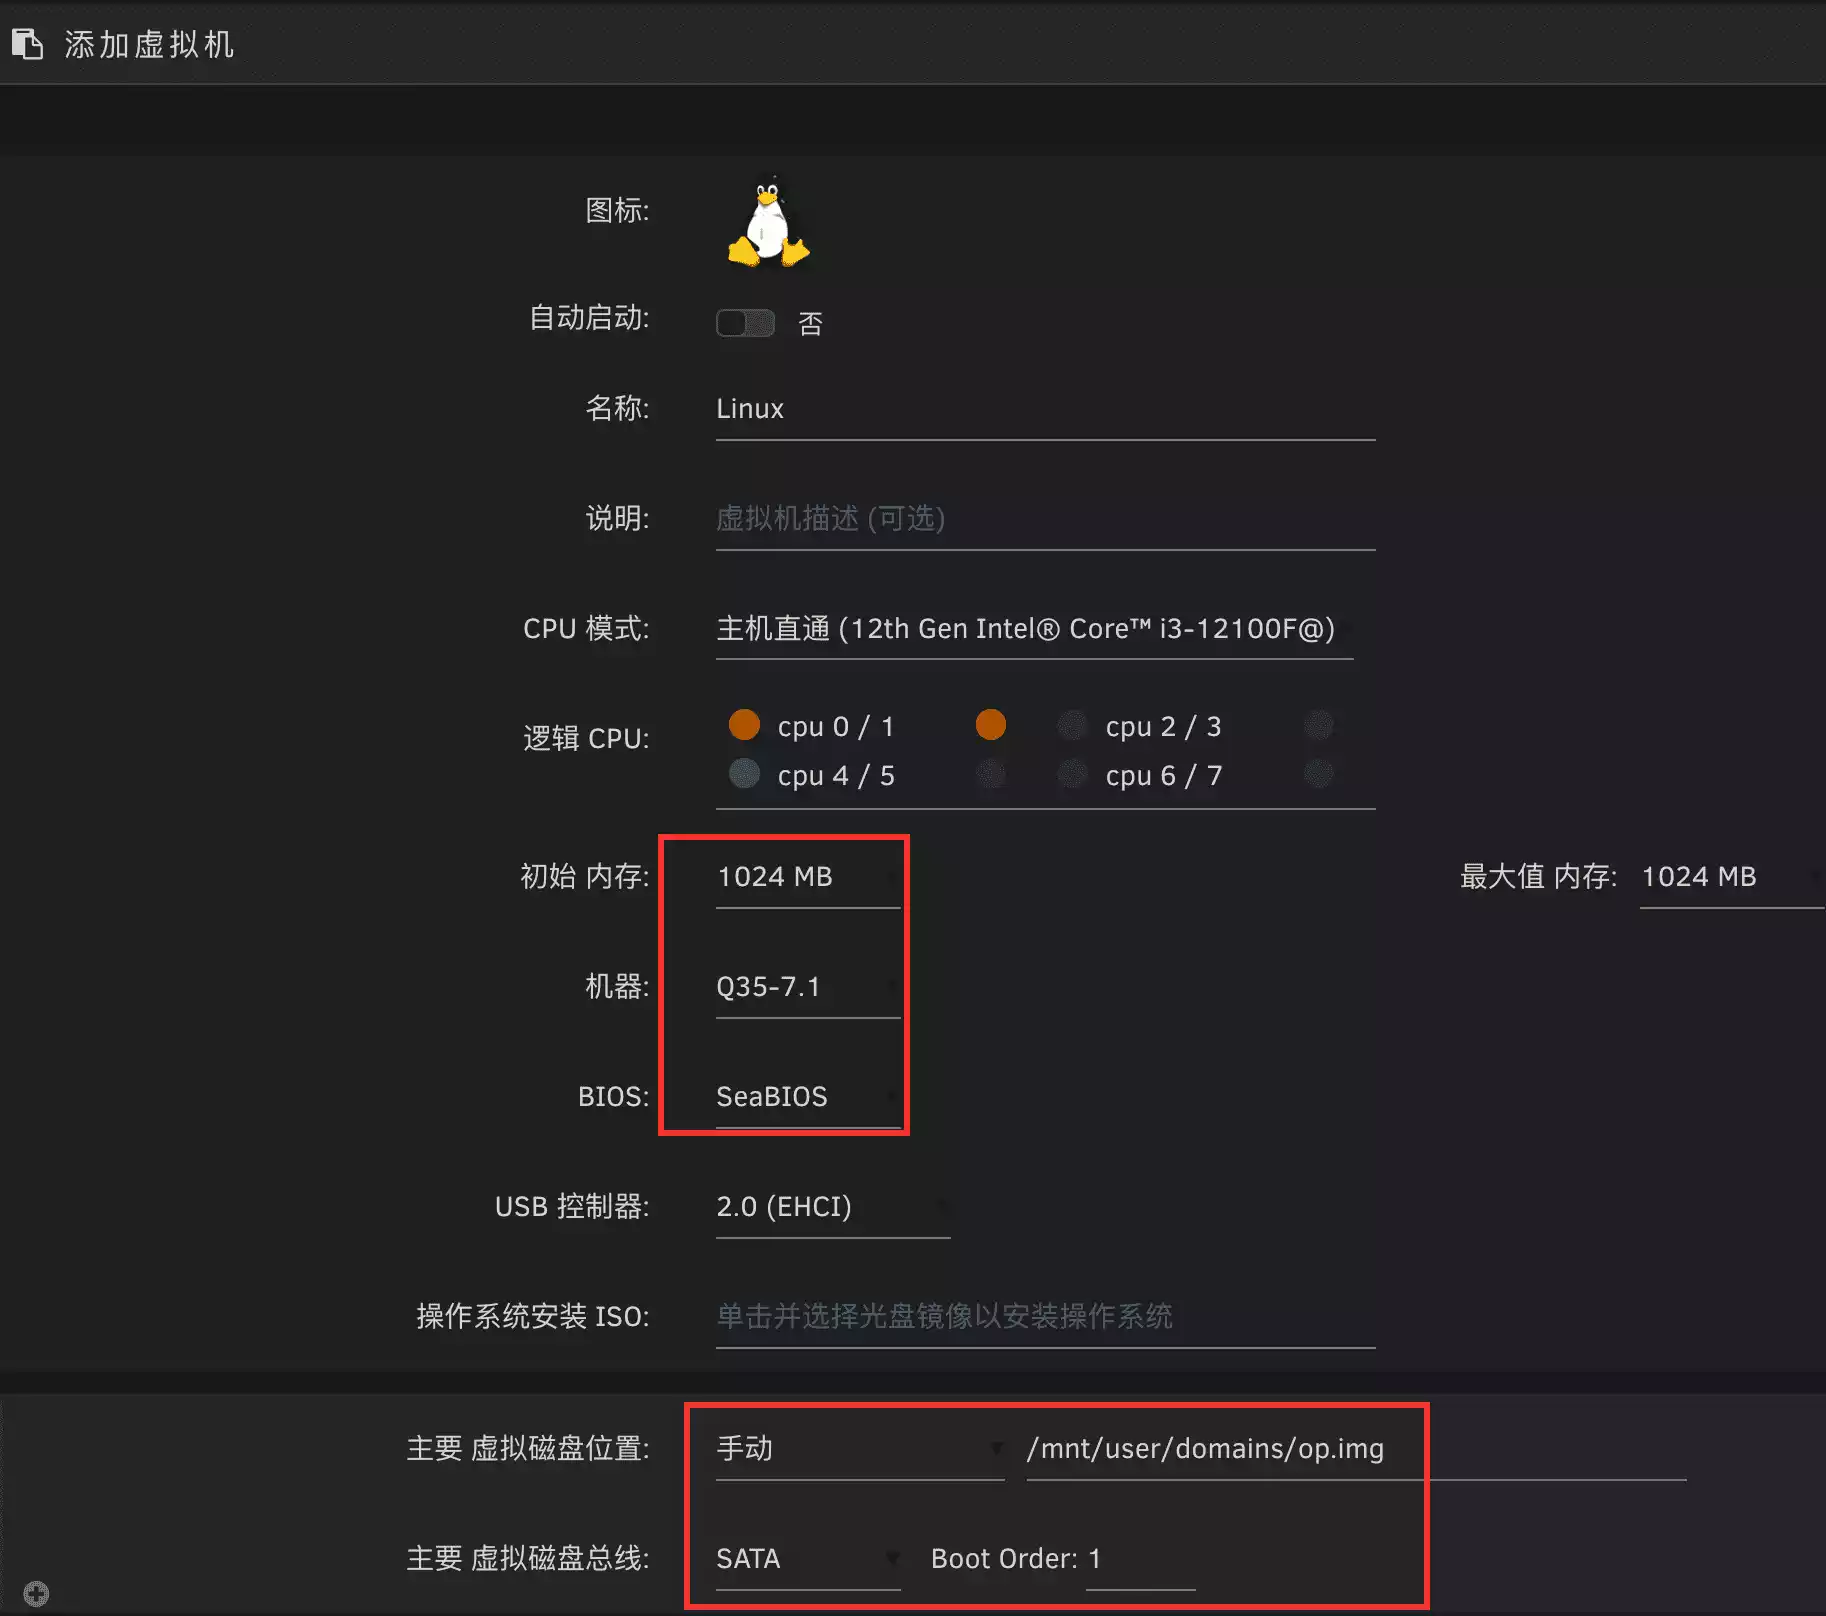 添加虚拟机
图标:
自动启动: 否
名称: Linux
说明: 虚拟机描述 (可选)
CPU 模式: 主机直通 (12th Gen Intel® Core™ i3-12100F@)
逻辑 CPU: cpu 0 / 1 cpu 2 / 3
cpu 4 / 5 cpu 6 / 7
初始 内存: 1024 MB 最大值 内存: 1024 MB
机器: Q35-7.1
BIOS: SeaBIOS
USB 控制器: 2.0 (EHCI)
操作系统安装 ISO: 单击并选择光盘镜像以安装操作系统
主要 虚拟磁盘位置: 手动 /mnt/user/domains/op.img
主要 虚拟磁盘总线: SATA Boot Order: 1